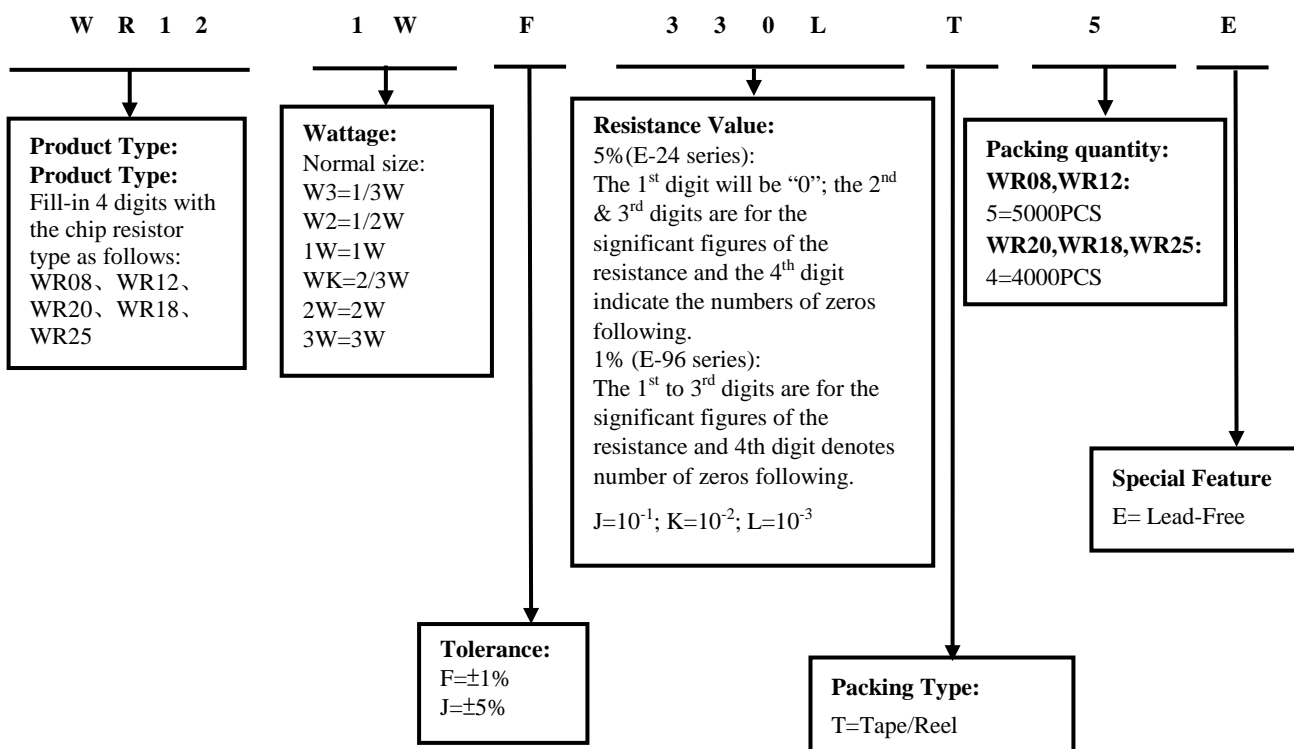 W R 1 2 1 W F 3 3 0 L T 5 E
Product Type:
Product Type:
Fill-in 4 digits with
the chip resistor
type as follows:
WR08、WR12、
WR20、WR18、
WR25
Wattage:
Normal size:
W3=1/3W
W2=1/2W
1W=1W
WK=2/3W
2W=2W
3W=3W
Resistance Value:
5%(E-24 series):
The 1st digit will be “0”; the 2nd
& 3rd digits are for the
significant figures of the
resistance and the 4th digit
indicate the numbers of zeros
following.
1% (E-96 series):
The 1st to 3rd digits are for the
significant figures of the
resistance and 4th digit denotes
number of zeros following.
J=10-1; K=10-2; L=10-3
Packing quantity:
WR08,WR12:
5=5000PCS
WR20,WR18,WR25:
4=4000PCS
Special Feature
E= Lead-Free
Tolerance:
F=±1%
J=±5%
Packing Type:
T=Tape/Reel